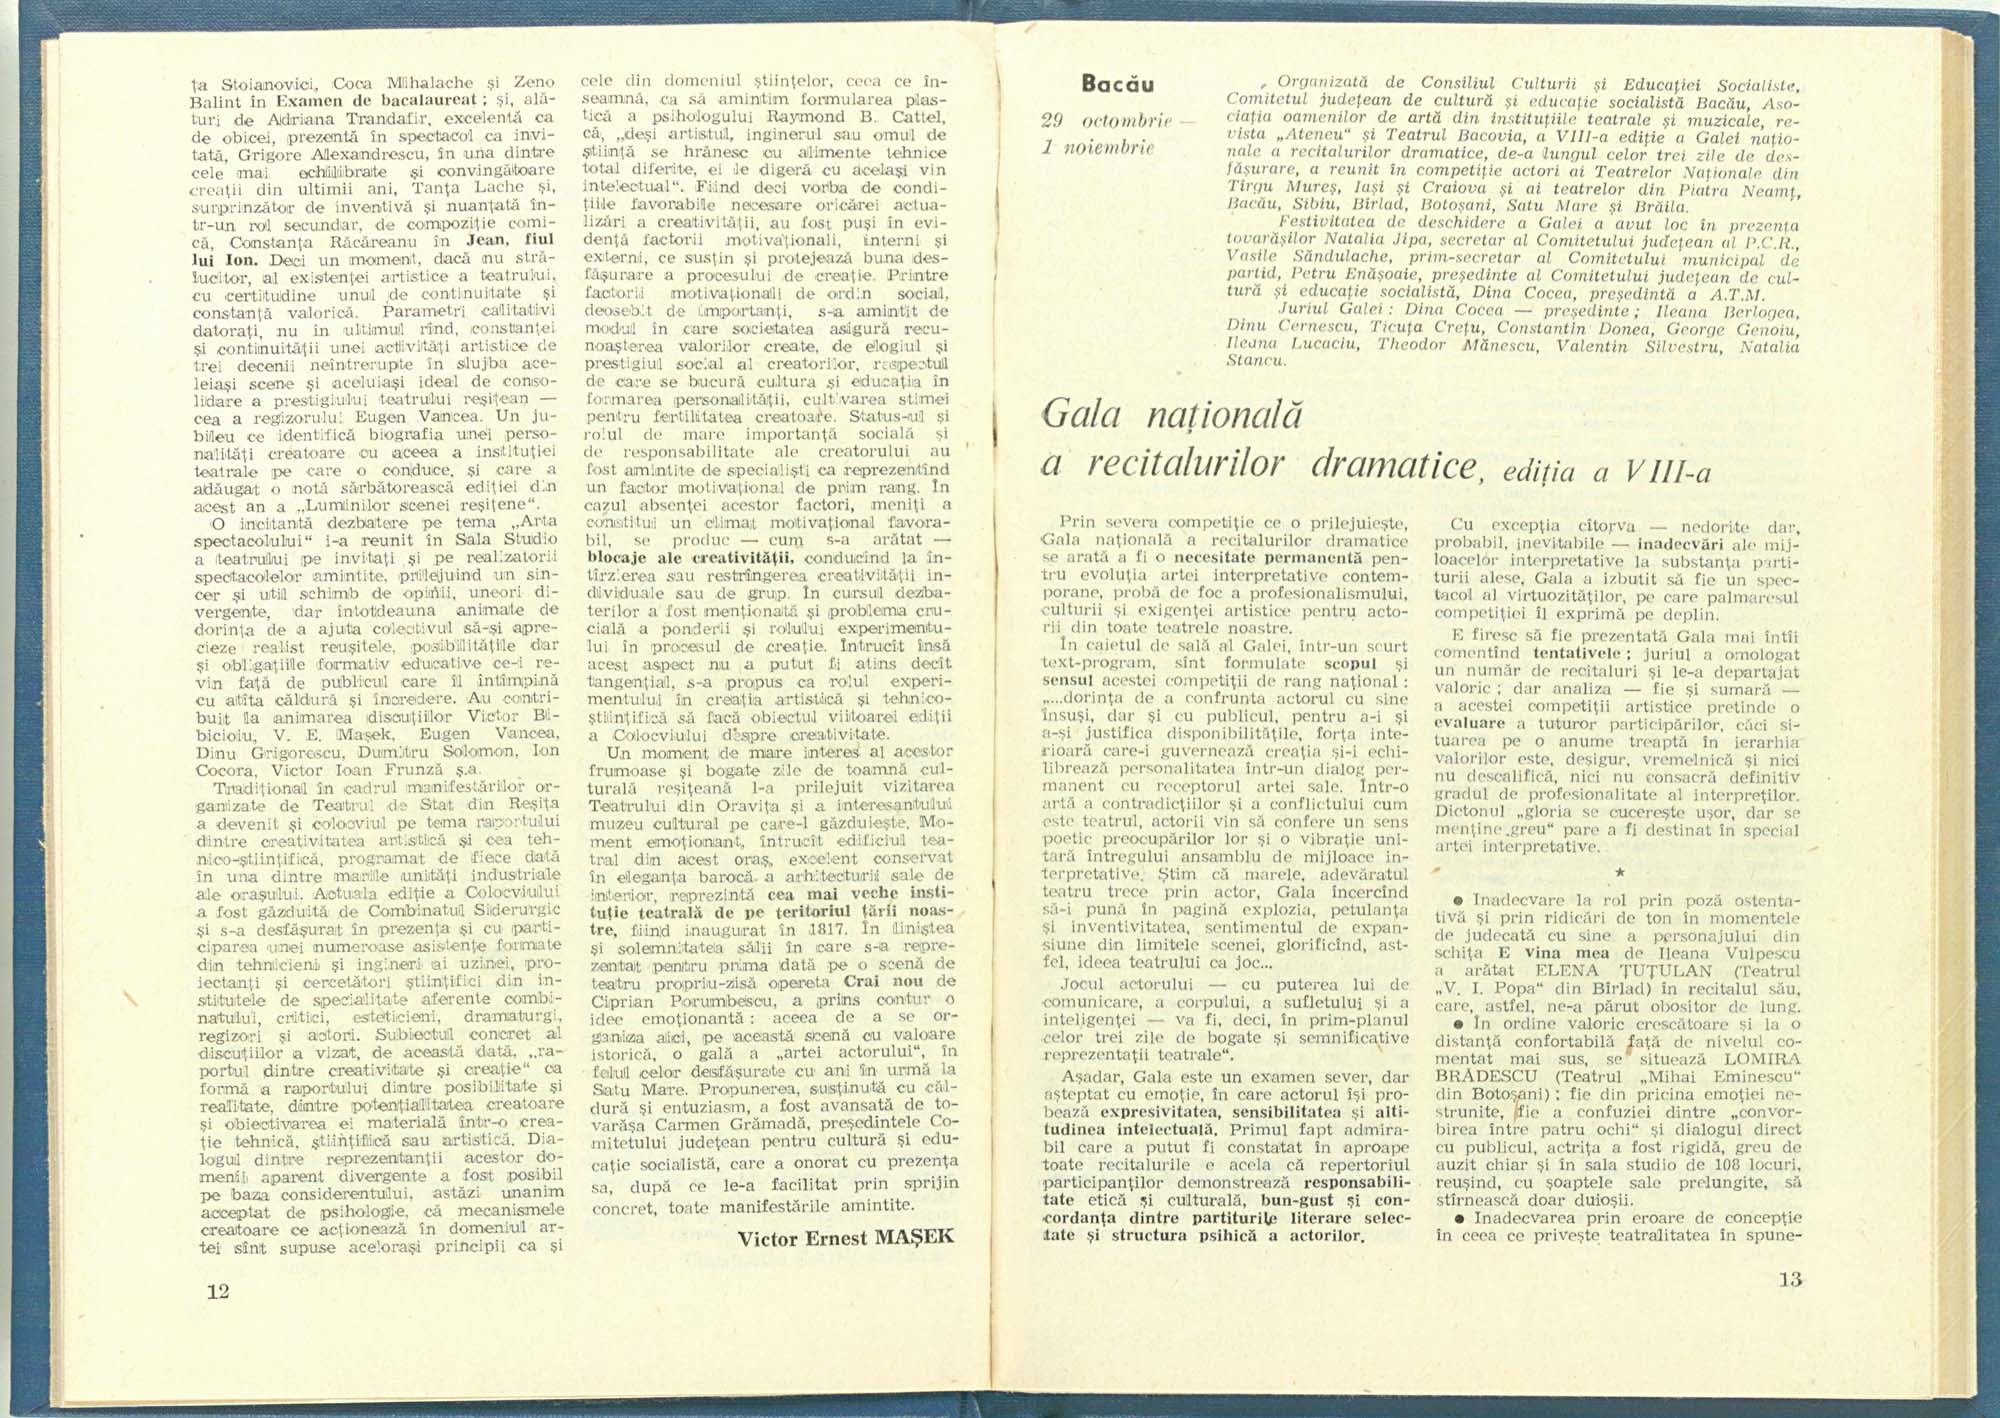 ța Stoianovici, Coca Mihalache și Zeno
Balint în Examen de bacalaureat ; și, ală-
turi de Adriana Trandafir, excelentă ca
de obicei, prezentă în spectacol ca invi-
tată, Grigore Alexandrescu, în una dintre
cele mai echilibrate și convingătoare
creații din ultimii ani, Tanța Lache și,
surprinzător de inventivă și nuanțată în-
tr-un rol secundar, de compoziție comi-
că, Constanța Răcăreanu în Jean, fiul
lui Ion. Deci un moment, dacă nu stră-
lucitor, al existenței artistice a teatrului,
cu certitudine unul de continuitate și
constanță valorică. Parametri calitativi
datorați, nu în ultimul rînd, constanței
și continuității unei activități artistice de
trei decenii neîntrerupte în slujba ace-
leiași scene și aceluiași ideal de conso-
lidare a prestigiului teatrului reșițean —
cea a regizorului Eugen Vancea. Un ju-
bileu ce identifică biografia unei perso-
nalități creatoare cu aceea a instituției
teatrale pe care o conduce, și care a
adăugat o notă sărbătorească ediției din
acest an a „Luminilor scenei reșițene“.
O incitantă dezbatere pe tema „Arta
spectacolului“ i-a reunit în Sala Studio
a teatrului pe invitați și pe realizatorii
spectacolelor amintite, prilejuind un sin-
cer și util schimb de opinii, uneori di-
vergente, dar întotdeauna animate de
dorința de a ajuta colectivul să-și apre-
cieze realist reușitele, posibilitățile dar
și obligațiile formativ educative ce-i re-
vin față de publicul care îl întîmpină
cu atîta căldură și încredere. Au contri-
buit la animarea discuțiilor Victor Bi-
bicioiu, V. E. Mașek, Eugen Vancea,
Dinu Grigorescu, Dumitru Solomon, Ion
Cocora, Victor Ioan Frunză ș.a.
Tradițional în cadrul manifestărilor or-
ganizate de Teatrul de Stat din Reșița
a devenit și colocviul pe tema raportului
dintre creativitatea artistică și cea teh-
nico-științifică, programat de fiece dată
în una dintre marile unități industriale
ale orașului. Actuala ediție a Colocviului
a fost găzduită de Combinatul Siderurgic
și s-a desfășurat în prezența și cu parti-
ciparea unei numeroase asistențe formate
din tehnicieni și ingineri ai uzinei, pro-
iectanți și cercetători științifici din in-
stitutele de specialitate aferente combi-
natului, critici, esteticieni, dramaturgi,
regizori și actori. Subiectul concret al
discuțiilor a vizat, de această dată, „ra-
portul dintre creativitate și creație“ ca
formă a raportului dintre posibilitate și
realitate, dintre potențialitatea creatoare
și obiectivarea ei materială într-o crea-
ție tehnică, științifică sau artistică. Dia-
logul dintre reprezentanții acestor do-
menii aparent divergente a fost posibil
pe baza considerentului, astăzi unanim
acceptat de psihologie, că mecanismele
creatoare ce acționează în domeniul ar-
tei sînt supuse acelorași principii ca și
12
cele din domeniul științelor, ceea ce în-
seamnă, ca să amintim formularea plas-
tică a psihologului Raymond B. Cattel,
că, „deși artistul, inginerul sau omul de
știință se hrănesc cu alimente tehnice
total diferite, ei le digeră cu același vin
intelectual“. Fiind deci vorba de condi-
țiile favorabile necesare oricărei actua-
lizări a creativității, au fost puși în evi-
dență factorii motivaționali, interni și
externi, ce susțin și protejează buna des-
fășurare a procesului de creație. Printre
factorii motivaționali de ordin social,
deosebit de importanți, s-a amintit de
modul în care societatea asigură recu-
noașterea valorilor create, de elogiul și
prestigiul social al creatorilor, respectul
de care se bucură cultura și educația în
formarea personalității, cultivarea stimei
pentru fertilitatea creatoare. Status-ul și
rolul de mare importanță socială și
de responsabilitate ale creatorului au
fost amintite de specialiști ca reprezentînd
un factor motivațional de prim rang. În
cazul absenței acestor factori, meniți a
constitui un climat motivațional favora-
bil, se produc — cum s-a arătat —
blocaje ale creativității, conducînd la în-
tîrzierea sau restrîngerea creativității in-
dividuale sau de grup. În cursul dezba-
terilor a fost menționată și problema cru-
cială a ponderii și rolului experimentu-
lui în procesul de creație. Întrucît însă
acest aspect nu a putut fi atins decît
tangențial, s-a propus ca rolul experi-
mentului în creația artistică și tehnico-
științifică să facă obiectul viitoarei ediții
a Colocviului despre creativitate.
Un moment de mare interes al acestor
frumoase și bogate zile de toamnă cul-
turală reșițeană l-a prilejuit vizitarea
Teatrului din Oravița și a interesantului
muzeu cultural pe care-l găzduiește. Mo-
ment emoționant, întrucît edificiul tea-
tral din acest oraș, excelent conservat
în eleganța barocă a arhitecturii sale de
interior, reprezintă cea mai veche insti-
tuție teatrală de pe teritoriul țării noas-
tre, fiind inaugurat în 1817. În liniștea
și solemnitatea sălii în care s-a repre-
zentat pentru prima dată pe o scenă de
teatru propriu-zisă opereta Crai nou de
Ciprian Porumbescu, a prins contur o
idee emoționantă : aceea de a se or-
ganiza aici, pe această scenă cu valoare
istorică, o gală a „artei actorului“, în
felul celor desfășurate cu ani în urmă la
Satu Mare. Propunerea, susținută cu căl-
dură și entuziasm, a fost avansată de to-
varășa Carmen Grămadă, președintele Co-
mitetului județean pentru cultură și edu-
cație socialistă, care a onorat cu prezența
sa, după ce le-a facilitat prin sprijin
concret, toate manifestările amintite.
Victor Ernest MAȘEK
Bacău
29 octombrie —
1 noiembrie
Organizată de Consiliul Culturii și Educației Socialiste,
Comitetul județean de cultură și educație socialistă Bacău, Aso-
ciația oamenilor de artă din instituțiile teatrale și muzicale, re-
vista „Ateneu“ și Teatrul Bacovia, a VIII-a ediție a Galei națio-
nale a recitalurilor dramatice, de-a lungul celor trei zile de des-
fășurare, a reunit în competiție actori ai Teatrelor Naționale din
Tîrgu Mureș, Iași și Craiova și ai teatrelor din Piatra Neamț,
Bacău, Sibiu, Bîrlad, Botoșani, Satu Mare și Brăila.
Festivitatea de deschidere a Galei a avut loc în prezența
tovarășilor Natalia Jipa, secretar al Comitetului județean al P.C.R.,
Vasile Săndulache, prim-secretar al Comitetului municipal de
partid, Petru Enășoaie, președinte al Comitetului județean de cul-
tură și educație socialistă, Dina Cocea, președintă a A.T.M.
Juriul Galei : Dina Cocea — președinte ; Ileana Berlogea,
Dinu Cernescu, Ticuța Crețu, Constantin Donea, George Genoiu,
Ileana Lucaciu, Theodor Mănescu, Valentin Silvestru, Natalia
Stancu.
Gala națională
a recitalurilor dramatice, ediția a VIII-a
Prin severa competiție ce o prilejuiește,
Gala națională a recitalurilor dramatice
se arată a fi o necesitate permanentă pen-
tru evoluția artei interpretative contem-
porane, probă de foc a profesionalismului,
culturii și exigenței artistice pentru acto-
rii din toate teatrele noastre.
În caietul de sală al Galei, într-un scurt
text-program, sînt formulate scopul și
sensul acestei competiții de rang național :
„...dorința de a confrunta actorul cu sine
însuși, dar și cu publicul, pentru a-i și
a-și justifica disponibilitățile, forța inte-
rioară care-i guvernează creația și-i echi-
librează personalitatea într-un dialog per-
manent cu receptorul artei sale. Într-o
artă a contradicțiilor și a conflictului cum
este teatrul, actorii vin să confere un sens
poetic preocupărilor lor și o vibrație uni-
tară întregului ansamblu de mijloace in-
terpretative. Știm că marele, adevăratul
teatru trece prin actor, Gala încercînd
să-i pună în pagină explozia, petulanța
și inventivitatea, sentimentul de expan-
siune din limitele scenei, glorificînd, ast-
fel, ideea teatrului ca joc...
Jocul actorului — cu puterea lui de
comunicare, a corpului, a sufletului și a
inteligenței — va fi, deci, în prim-planul
celor trei zile de bogate și semnificative
reprezentații teatrale“.
Așadar, Gala este un examen sever, dar
așteptat cu emoție, în care actorul își pro-
bează expresivitatea, sensibilitatea și alti-
tudinea intelectuală. Primul fapt admira-
bil care a putut fi constatat în aproape
toate recitalurile e acela că repertoriul
participanților demonstrează responsabili-
tate etică și culturală, bun-gust și con-
cordanța dintre partiturile literare selec-
tate și structura psihică a actorilor.
Cu excepția cîtorva — nedorite dar,
probabil, inevitabile — inadecvări ale mij-
loacelor interpretative la substanța parti-
turii alese, Gala a izbutit să fie un spec-
tacol al virtuozităților, pe care palmaresul
competiției îl exprimă pe deplin.
E firesc să fie prezentată Gala mai întîi
comentînd tentativele ; juriul a omologat
un număr de recitaluri și le-a departajat
valoric ; dar analiza — fie și sumară —
a acestei competiții artistice pretinde o
evaluare a tuturor participărilor, căci si-
tuarea pe o anume treaptă în ierarhia
valorilor este, desigur, vremelnică și nici
nu descalifică, nici nu consacră definitiv
gradul de profesionalitate al interpreților.
Dictonul „gloria se cucerește ușor, dar se
menține greu“ pare a fi destinat în special
artei interpretative.
★
● Inadecvare la rol prin poză ostenta-
tivă și prin ridicări de ton în momentele
de judecată cu sine a personajului din
schița E vina mea de Ileana Vulpescu
a arătat ELENA ȚUȚULAN (Teatrul
„V. I. Popa“ din Bîrlad) în recitalul său,
care, astfel, ne-a părut obositor de lung.
● În ordine valoric crescătoare și la o
distanță confortabilă față de nivelul co-
mentat mai sus, se situează LOMIRA
BRĂDESCU (Teatrul „Mihai Eminescu“
din Botoșani) ; fie din pricina emoției ne-
strunite, fie a confuziei dintre „convor-
birea între patru ochi“ și dialogul direct
cu publicul, actrița a fost rigidă, greu de
auzit chiar și în sala studio de 108 locuri,
reușind, cu șoaptele sale prelungite, să
stîrnească doar duioșii.
● Inadecvarea prin eroare de concepție
în ceea ce privește teatralitatea în spune-
13